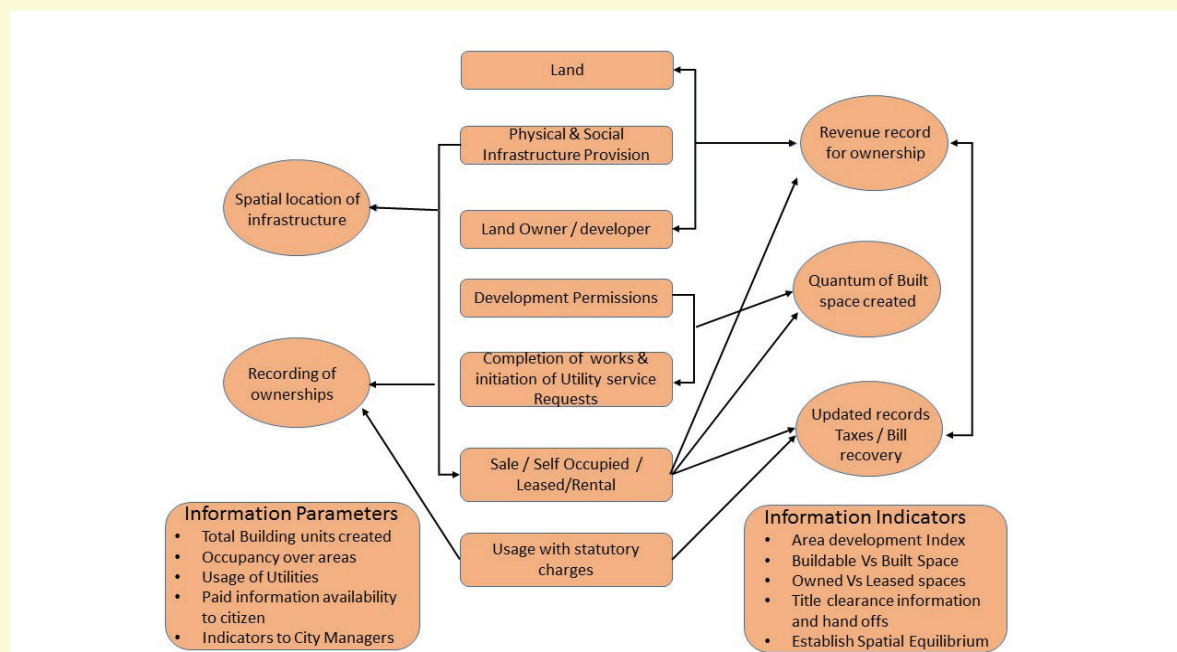 Land
Physical & Social
Infrastructure Provision
Revenue record
for ownership
Spatial location of
infrastructure
Land Owner / developer
Development Permissions
Quantum of Built
space created
Completion of works &
initiation of Utility service
Requests
Recording of
ownerships
Updated records
Taxes / Bill
recovery
Sale / Self Occupied /
Leased/Rental
Usage with statutory
charges
Information Parameters
• Total Building units created
• Occupancy over areas
• Usage of Utilities
• Paid information availability
to citizen
• Indicators to City Managers
Information Indicators
• Area development Index
• Buildable Vs Built Space
• Owned Vs Leased spaces
• Title clearance information
and hand offs
• Establish Spatial Equilibrium